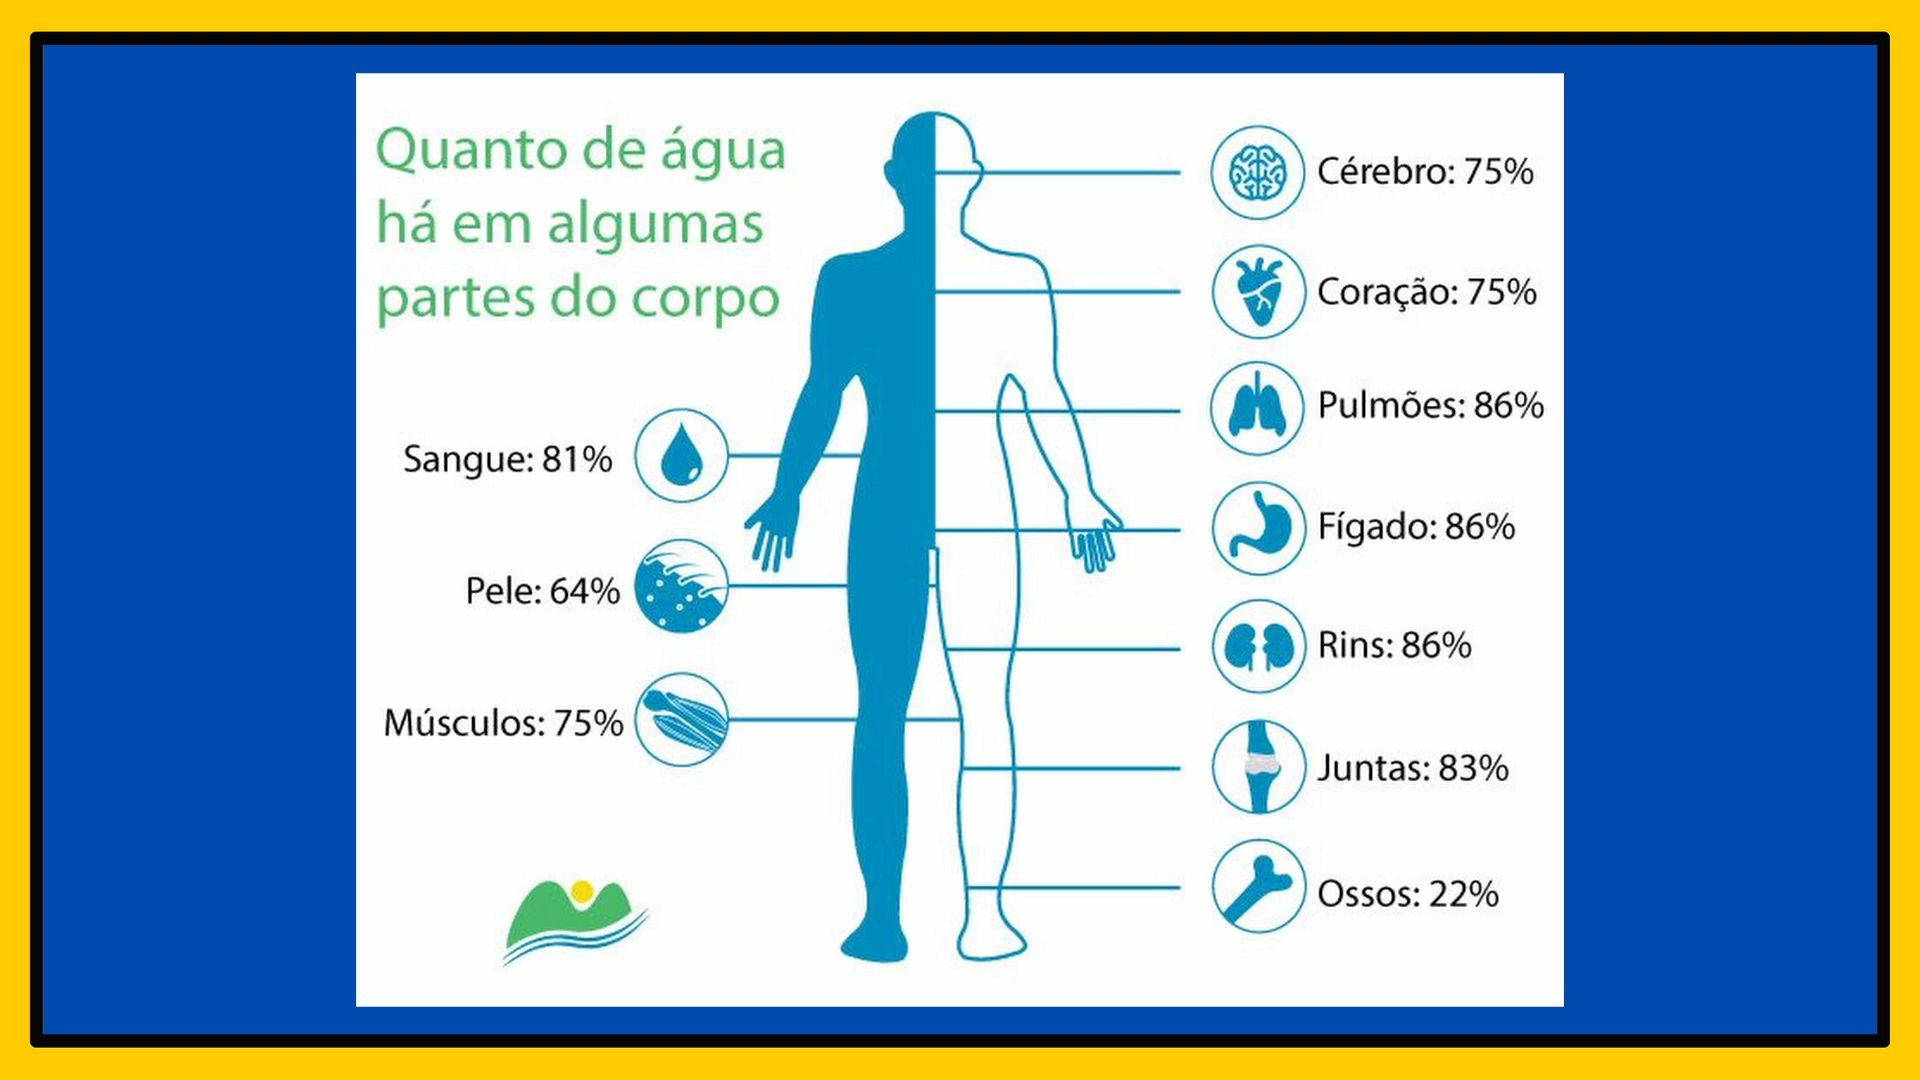 Quanto de água
há em algumas
partes do corpo
Sangue: 81%
Pele: 64%
Músculos: 75%
Cérebro: 75%
Coração: 75%
Pulmões: 86%
Fígado: 86%
Rins: 86%
Juntas: 83%
Ossos: 22%